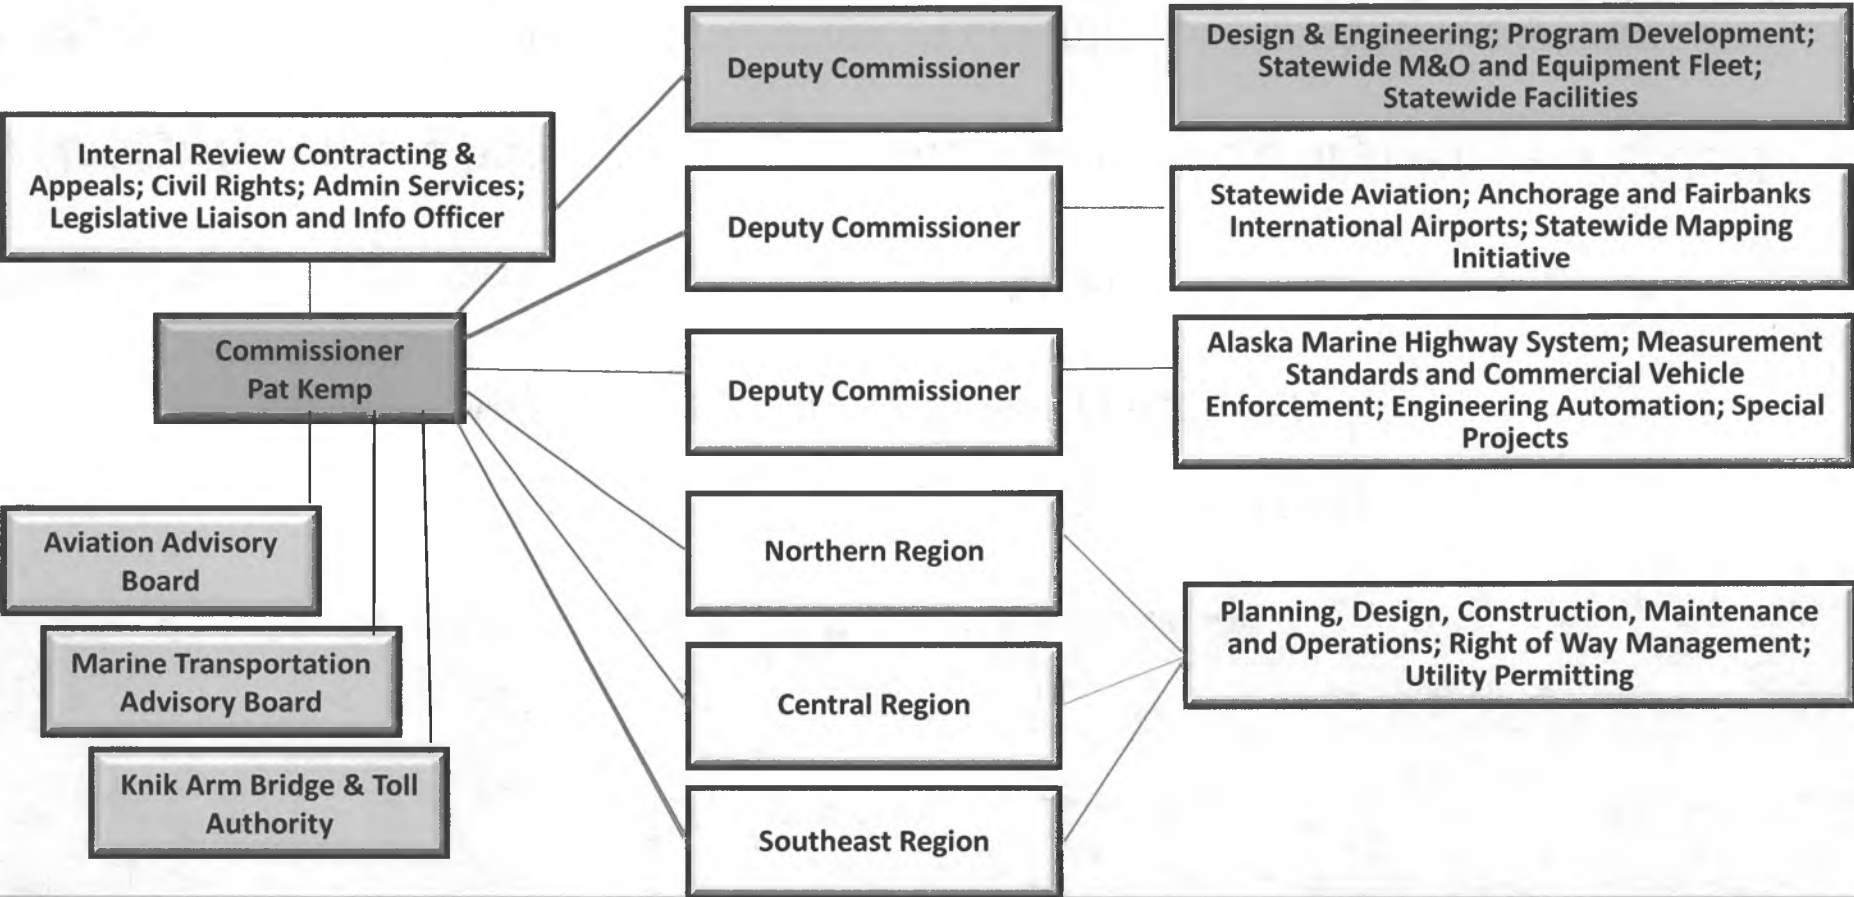 Deputy Commissioner
Design & Engineering; Program Development;
Statewide M&O and Equipment Fleet;
Statewide Facilities
Internal Review Contracting &
Appeals; Civil Rights; Admin Services;
Legislative Liaison and Info Officer
Deputy Commissioner
Statewide Aviation; Anchorage and Fairbanks
International Airports; Statewide Mapping
Initiative
Commissioner
Pat Kemp
Deputy Commissioner
Alaska Marine Highway System; Measurement
Standards and Commercial Vehicle
Enforcement; Engineering Automation; Special
Projects
Aviation Advisory
Board
Northern Region
Marine Transportation
Advisory Board
Central Region
Planning, Design, Construction, Maintenance
and Operations; Right of Way Management;
Utility Permitting
Knik Arm Bridge & Toll
Authority
Southeast Region